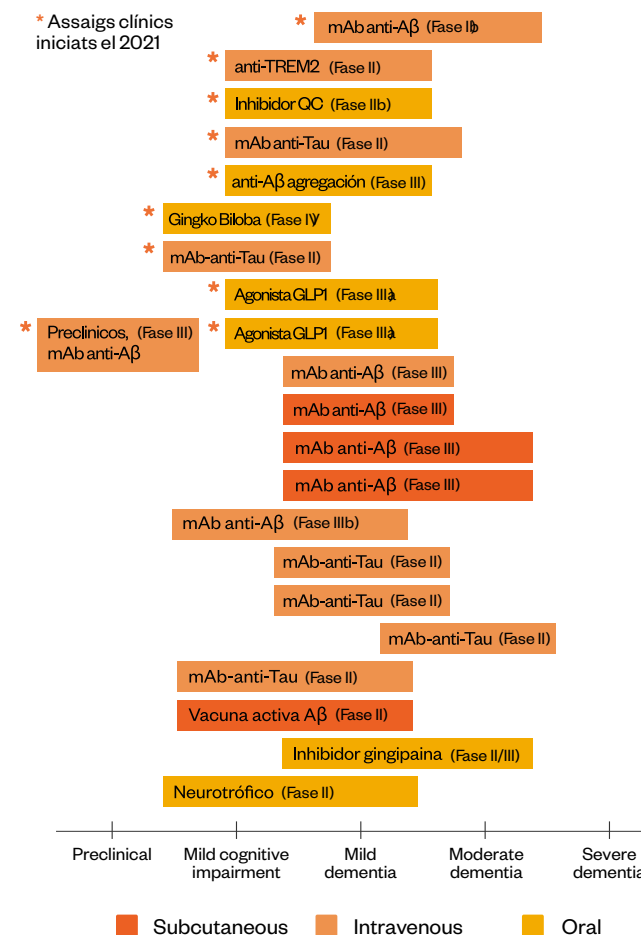 * Assaigs clínics
iniciats el 2021
* mAb anti-Aβ (Fase IIb)
* anti-TREM2 (Fase II)
* Inhibidor QC (Fase IIb)
* mAb anti-Tau (Fase II)
* anti-Aβ agregación (Fase III)
* Gingko Biloba (Fase IV)
* mAb-anti-Tau (Fase II)
* Agonista GLP1 (Fase IIIa)
* Preclinicos, (Fase III)
mAb anti-Aβ
* Agonista GLP1 (Fase IIIa)
mAb anti-Aβ (Fase III)
mAb anti-Aβ (Fase III)
mAb anti-Aβ (Fase III)
mAb anti-Aβ (Fase III)
mAb anti-Aβ (Fase IIIb)
mAb-anti-Tau (Fase II)
mAb-anti-Tau (Fase II)
mAb-anti-Tau (Fase II)
mAb-anti-Tau (Fase II)
Vacuna activa Aβ (Fase II)
Inhibidor gingipaina (Fase II/III)
Neurotrófico (Fase II)
Preclinical
Mild cognitive
impairment
Mild
dementia
Moderate
dementia
Severe
dementia
Subcutaneous
Intravenous
Oral